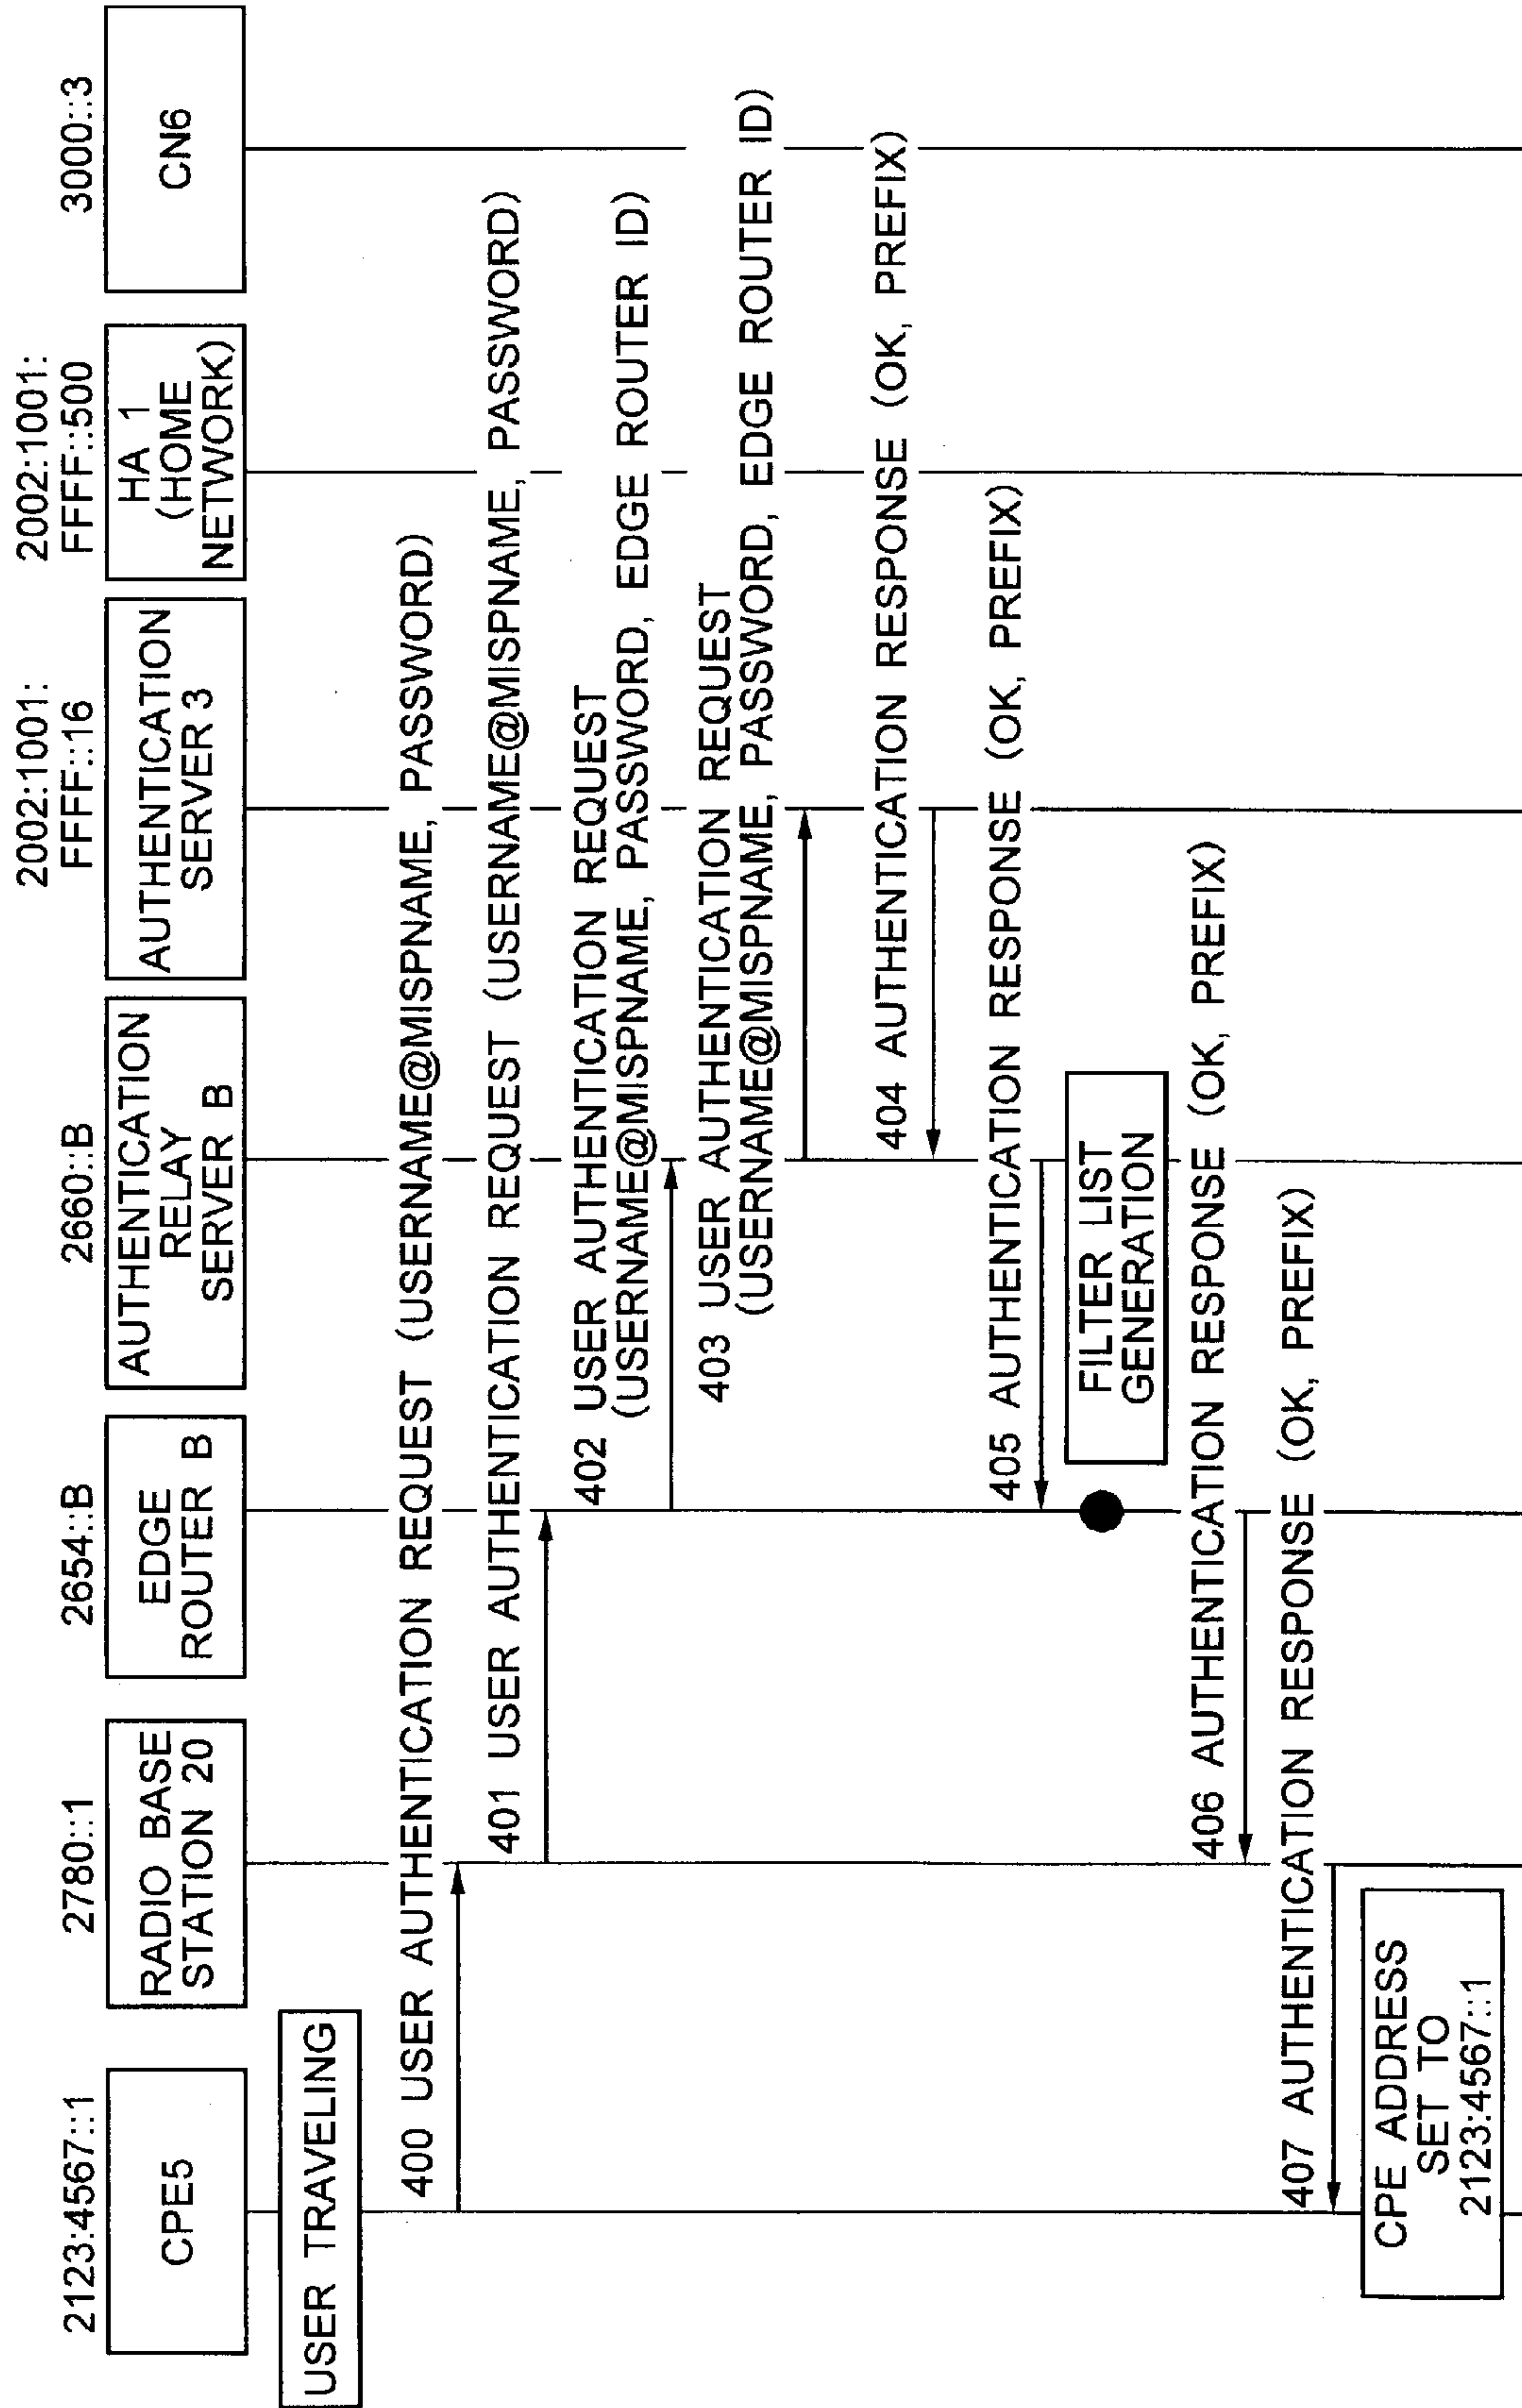 2123:4567::1
CPE5
2780::1
RADIO BASE
STATION 20
2654::B
EDGE
ROUTER B
2660::B
AUTHENTICATION
RELAY
SERVER B
2002:1001:
FFFF::16
AUTHENTICATION
SERVER 3
2002:1001:
FFFF::500
HA 1
(HOME
NETWORK)
3000::3
CN6
USER TRAVELING
400 USER AUTHENTICATION REQUEST (USERNAME@MISPNAME, PASSWORD)
401 USER AUTHENTICATION REQUEST (USERNAME@MISPNAME, PASSWORD)
402 USER AUTHENTICATION REQUEST
(USERNAME@MISPNAME, PASSWORD, EDGE ROUTER ID)
403 USER AUTHENTICATION REQUEST
(USERNAME@MISPNAME, PASSWORD, EDGE ROUTER ID)
404 AUTHENTICATION RESPONSE (OK, PREFIX)
405 AUTHENTICATION RESPONSE (OK, PREFIX)
FILTER LIST
GENERATION
406 AUTHENTICATION RESPONSE (OK, PREFIX)
407 AUTHENTICATION RESPONSE (OK, PREFIX)
CPE ADDRESS
SET TO
2123:4567::1